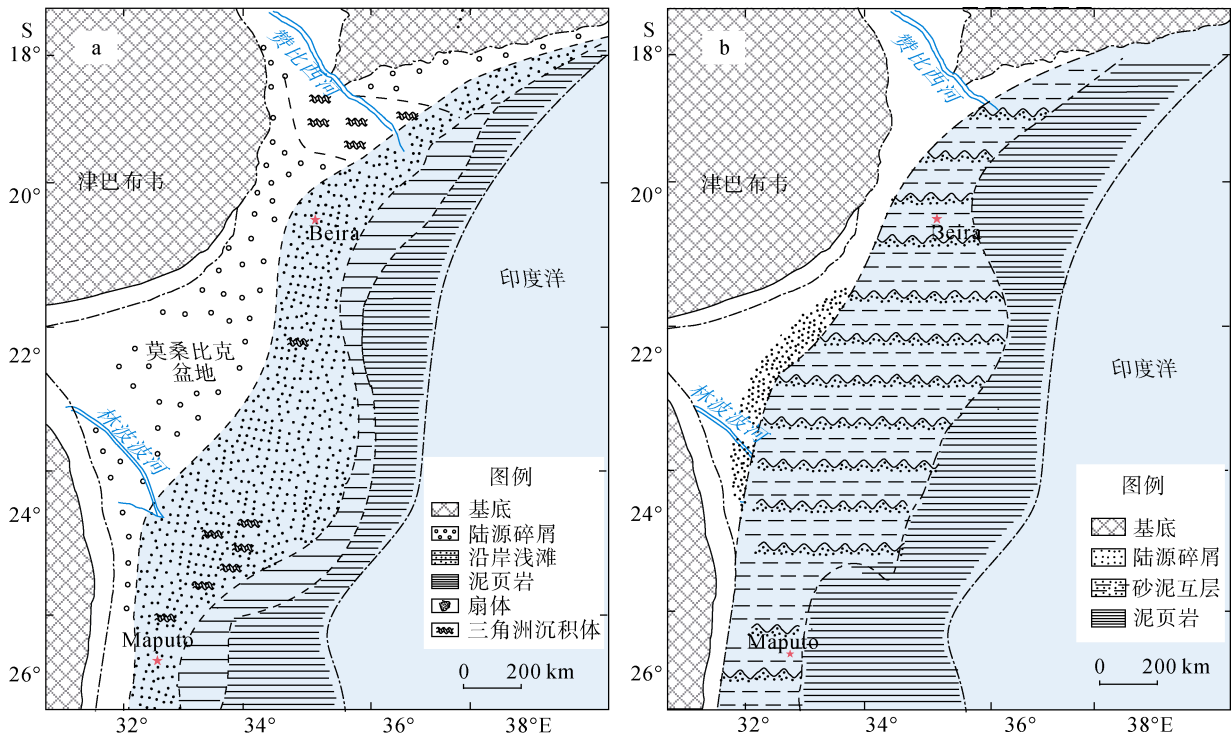 S
18°
20°
22°
24°
26°
a
赞比西河
津巴布韦
Beira
印度洋
莫桑比克
盆地
林波波河
Maputo
图例
基底
陆源碎屑
沿岸浅滩
泥页岩
扇体
三角洲沉积体
0 200 km
32° 34° 36° 38°E
S
18°
20°
22°
24°
26°
b
赞比西河
津巴布韦
Beira
印度洋
林波波河
Maputo
图例
基底
陆源碎屑
砂泥互层
泥页岩
0 200 km
32° 34° 36° 38°E